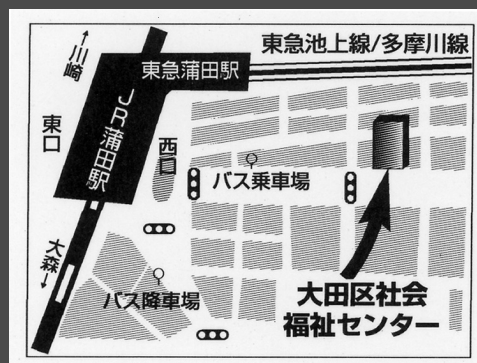 東急池上線/多摩川線
↑川崎
東急蒲田駅
JR蒲田駅
東口
西口
バス乗車場
大森↓
バス降車場
大田区社会
福祉センター